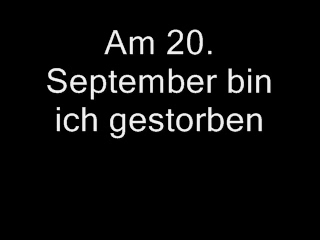 Am 20.
September bin
ich gestorben